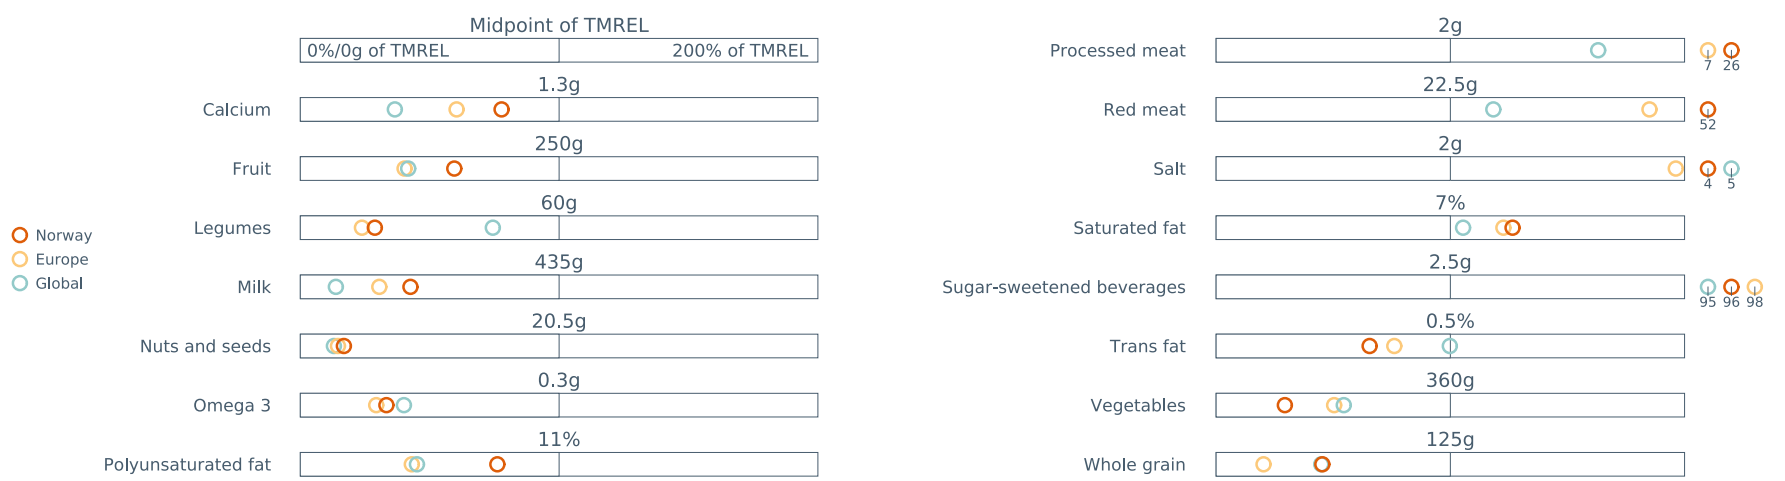 Midpoint of TMREL
0%/0g of TMREL 200% of TMREL
1.3g
Calcium
250g
Fruit
60g
Legumes
435g
Milk
20.5g
Nuts and seeds
0.3g
Omega 3
11%
Polyunsaturated fat
Norway
Europe
Global
2g
Processed meat
7 26
22.5g
Red meat
52
2g
Salt
4 5
7%
Saturated fat
2.5g
Sugar-sweetened beverages
95 96 98
0.5%
Trans fat
360g
Vegetables
125g
Whole grain